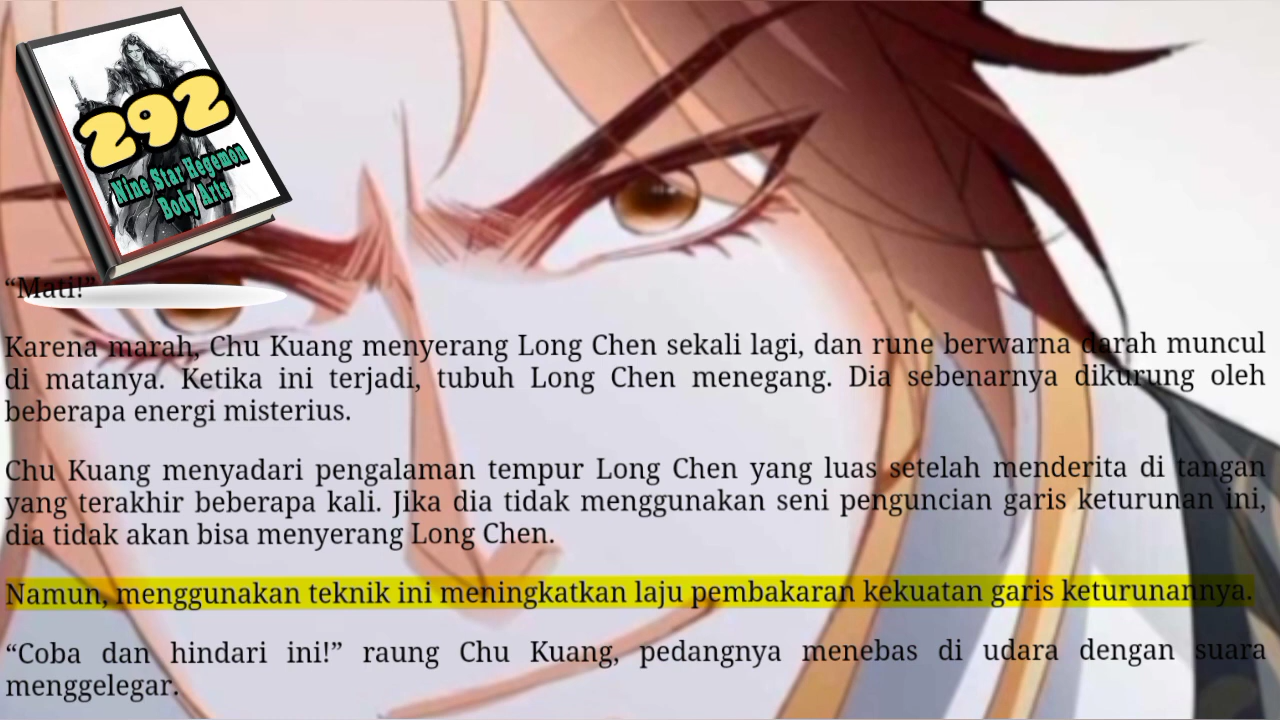 292
Nine Star Hegemon
Body Arts
“Mati!”
Karena marah, Chu Kuang menyerang Long Chen sekali lagi, dan rune berwarna darah muncul
di matanya. Ketika ini terjadi, tubuh Long Chen menegang. Dia sebenarnya dikurung oleh
beberapa energi misterius.
Chu Kuang menyadari pengalaman tempur Long Chen yang luas setelah menderita di tangan
yang terakhir beberapa kali. Jika dia tidak menggunakan seni penguncian garis keturunan ini,
dia tidak akan bisa menyerang Long Chen.
Namun, menggunakan teknik ini meningkatkan laju pembakaran kekuatan garis keturunannya.
“Coba dan hindari ini!” raung Chu Kuang, pedangnya menebas di udara dengan suara
menggelegar.